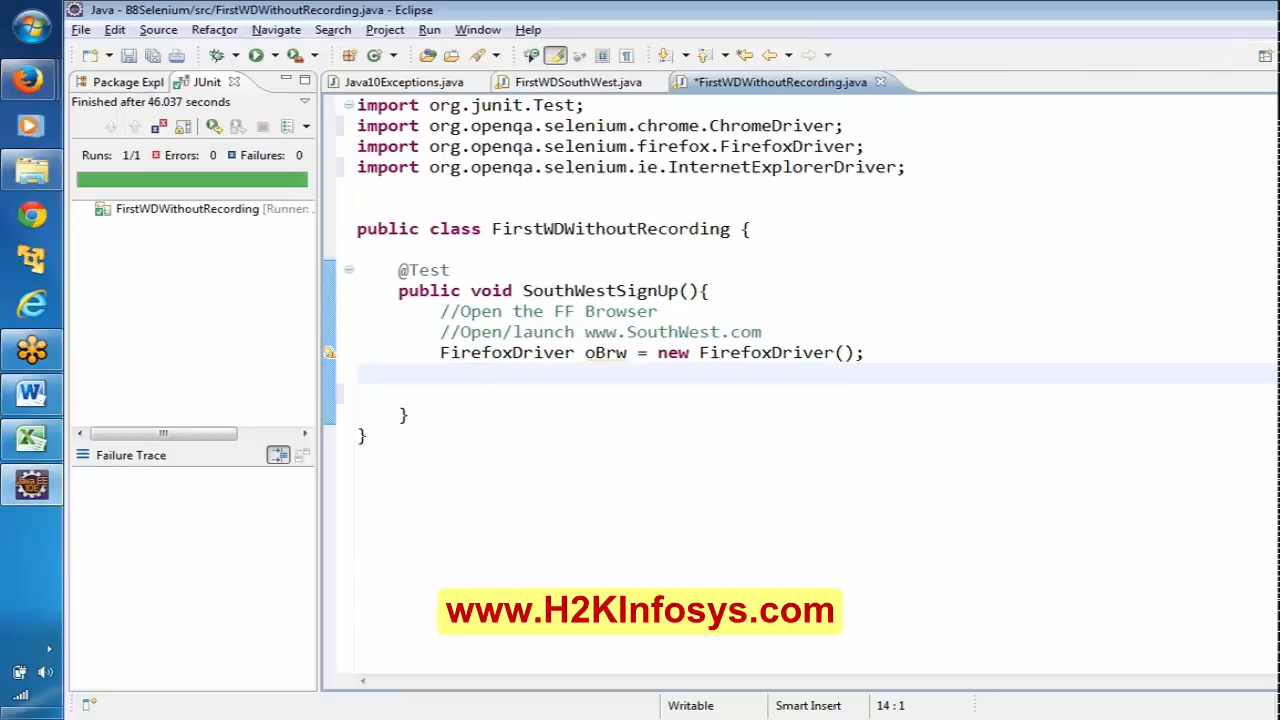 Java - B8Selenium/src/FirstWDWithoutRecording.java - Eclipse
File Edit Source Refactor Navigate Search Project Run Window Help
Package Expl JUnit Java10Exceptions.java FirstWDSouthWest.java *FirstWDWithoutRecording.java
Finished after 46.037 seconds
Runs: 1/1 Errors: 0 Failures: 0
FirstWDWithoutRecording [Runner:
Failure Trace
import org.junit.Test;
import org.openqa.selenium.chrome.ChromeDriver;
import org.openqa.selenium.firefox.FirefoxDriver;
import org.openqa.selenium.ie.InternetExplorerDriver;
public class FirstWDWithoutRecording {
@Test
public void SouthWestSignUp(){
//Open the FF Browser
//Open/launch www.SouthWest.com
FirefoxDriver oBrw = new FirefoxDriver();
}
}
www.H2KInfosys.com
Writable Smart Insert 14 : 1
Java EE
IDE